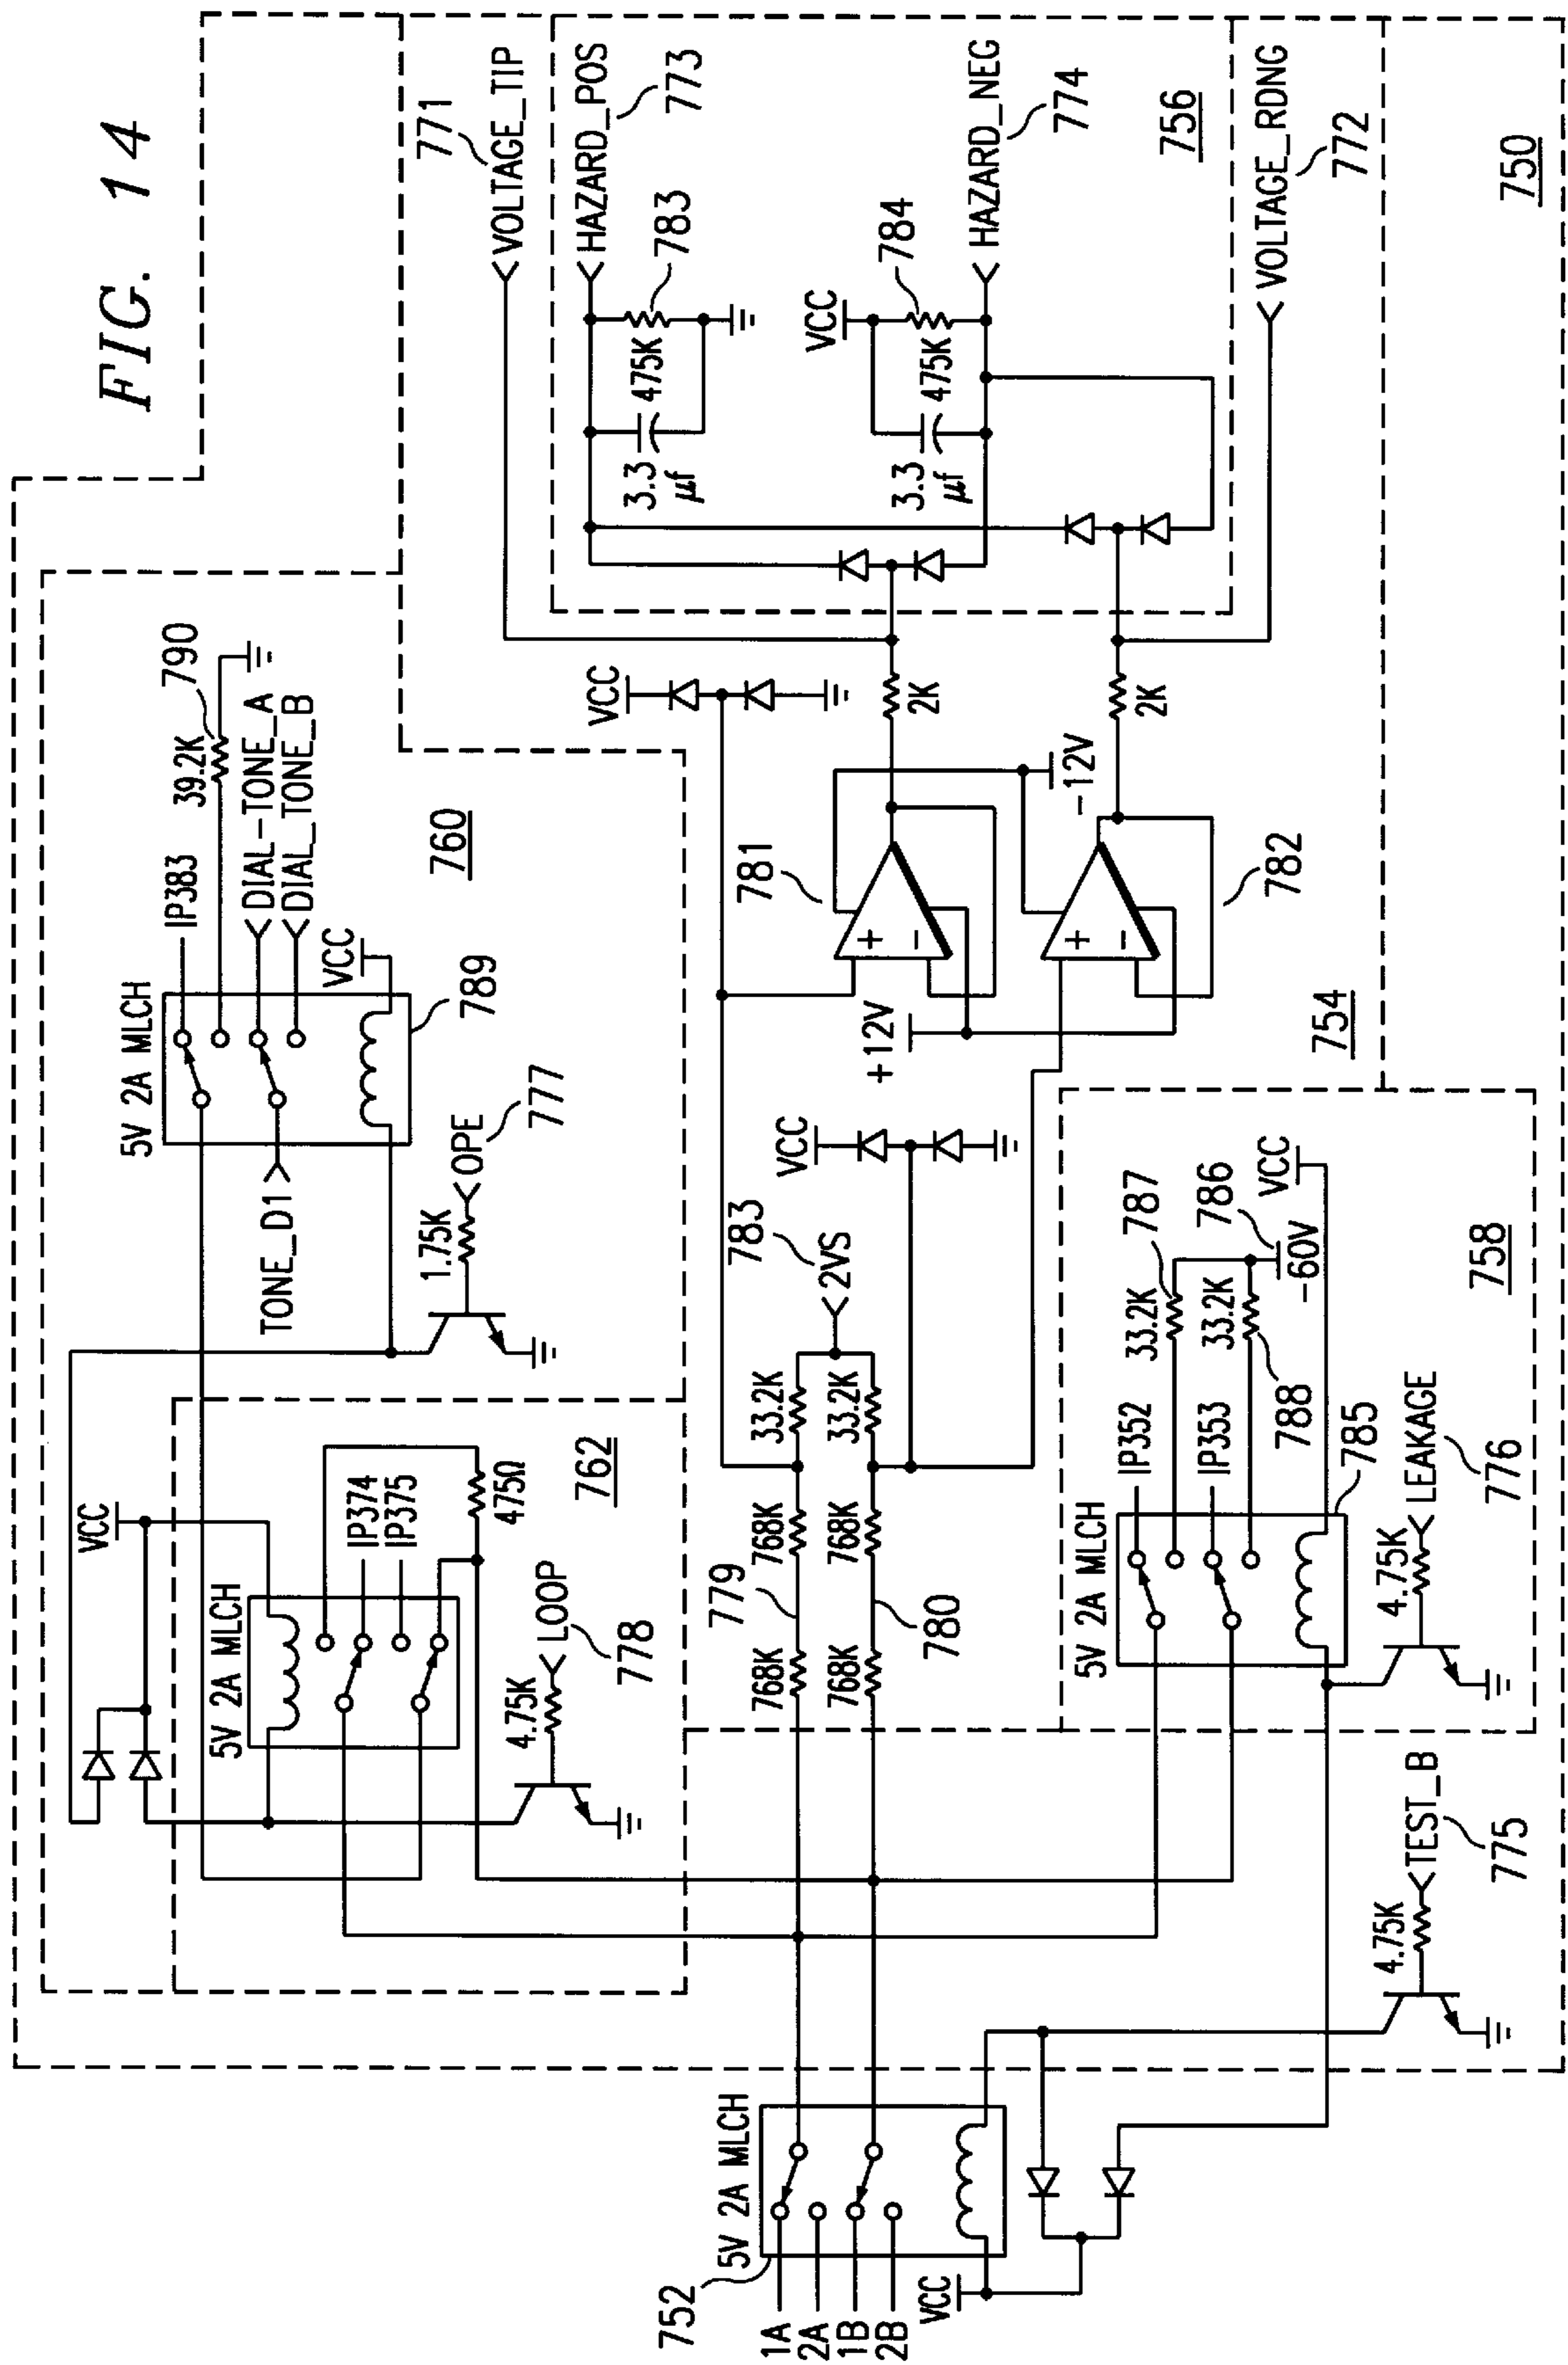 FIG. 14
750
771
VOLTAGE_TIP
HAZARD_POS
773
783
475K
3.3
µf
VCC
784
475K
3.3
µf
HAZARD_NEG
774
756
VOLTAGE_RDNG
772
IP383
39.2K
790
DIAL-TONE_A
DIAL_TONE_B
5V 2A MLCH
VCC
789
TONE_D1
760
1.75K
OPE
777
VCC
2K
781
+
-
-12V
+12V
2K
782
+
-
754
VCC
5V 2A MLCH
IP374
IP375
475Ω
762
4.75K
LOOP
778
VCC
783
2VS
33.2K
33.2K
768K
768K
779
768K
768K
780
5V 2A MLCH
IP352
33.2K
787
IP353
33.2K
788
786
-60V
VCC
785
758
4.75K
LEAKAGE
776
4.75K
TEST_B
775
5V 2A MLCH
752
1A
2A
1B
2B
VCC